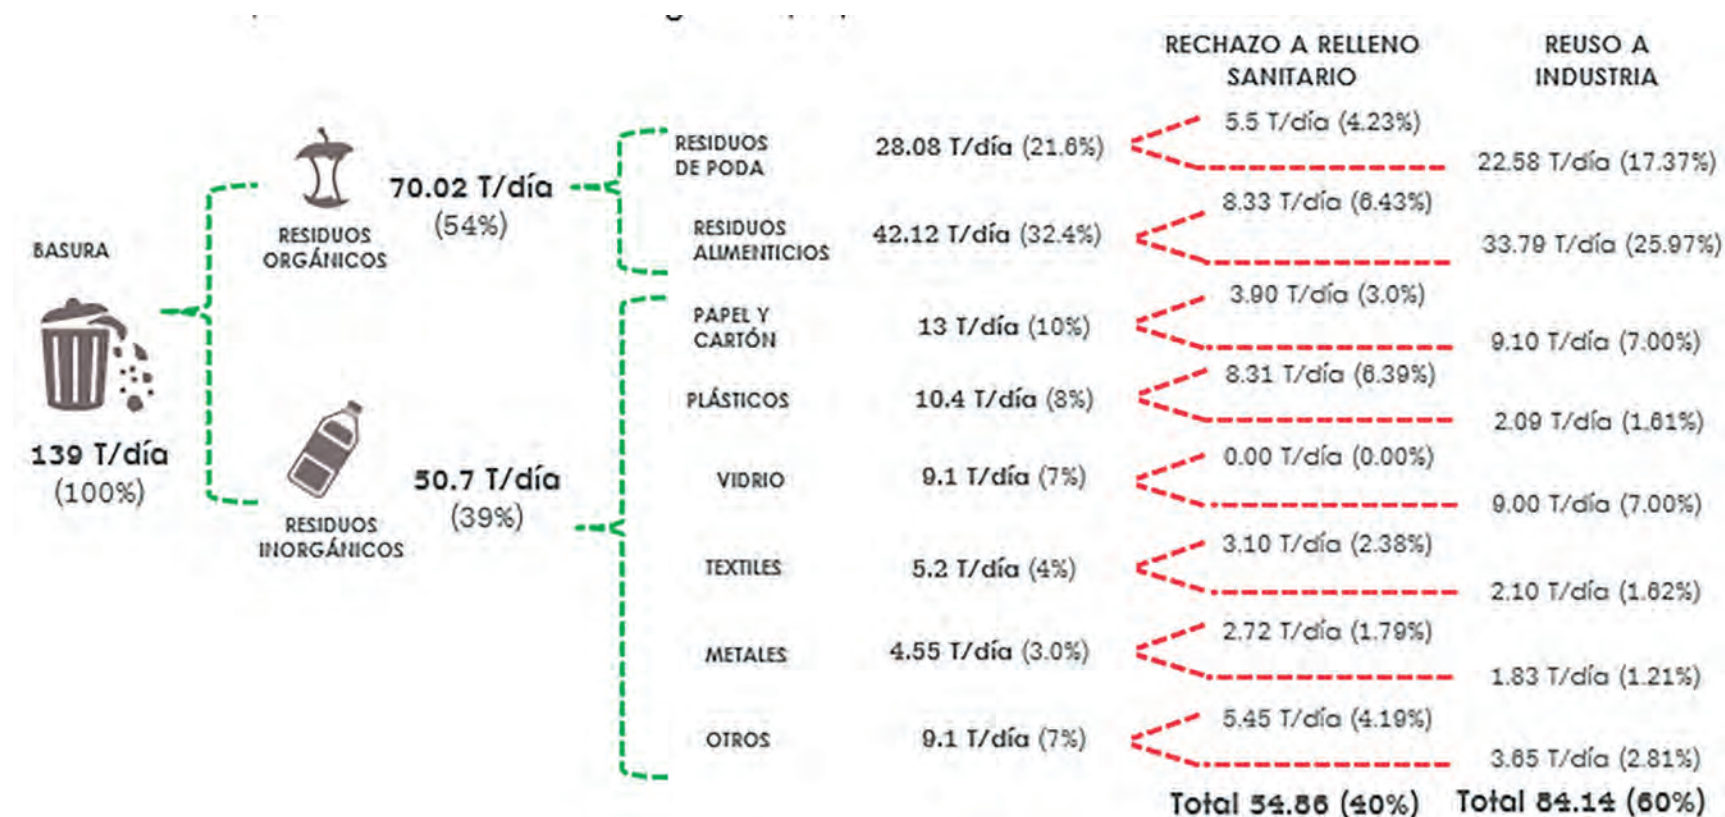 RECHAZO A RELLENO
SANITARIO
REUSO A
INDUSTRIA
BASURA
139 T/día
(100%)
RESIDUOS
ORGÁNICOS
70.02 T/día
(54%)
RESIDUOS
INORGÁNICOS
50.7 T/día
(39%)
RESIDUOS
DE PODA
28.08 T/día (21.6%)
5.5 T/día (4.23%)
22.58 T/día (17.37%)
RESIDUOS
ALIMENTICIOS
42.12 T/día (32.4%)
8.33 T/día (6.43%)
33.79 T/día (25.97%)
PAPEL Y
CARTÓN
13 T/día (10%)
3.90 T/día (3.0%)
9.10 T/día (7.00%)
PLÁSTICOS
10.4 T/día (8%)
8.31 T/día (6.39%)
2.09 T/día (1.61%)
VIDRIO
9.1 T/día (7%)
0.00 T/día (0.00%)
9.00 T/día (7.00%)
TEXTILES
5.2 T/día (4%)
3.10 T/día (2.38%)
2.10 T/día (1.62%)
METALES
4.55 T/día (3.0%)
2.72 T/día (1.79%)
1.83 T/día (1.21%)
OTROS
9.1 T/día (7%)
5.45 T/día (4.19%)
3.65 T/día (2.81%)
Total 54.86 (40%)
Total 84.14 (60%)